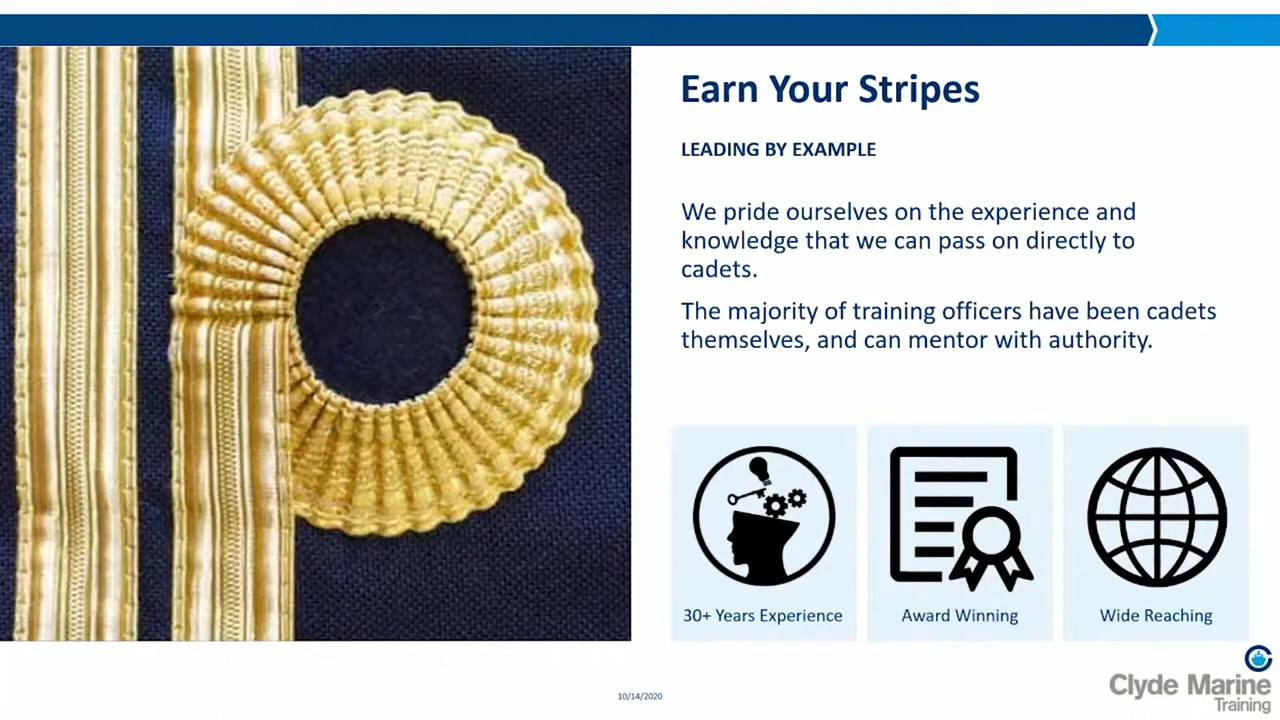 Earn Your Stripes
LEADING BY EXAMPLE
We pride ourselves on the experience and
knowledge that we can pass on directly to
cadets.
The majority of training officers have been cadets
themselves, and can mentor with authority.
30+ Years Experience
Award Winning
Wide Reaching
10/14/2020
Clyde Marine
Training